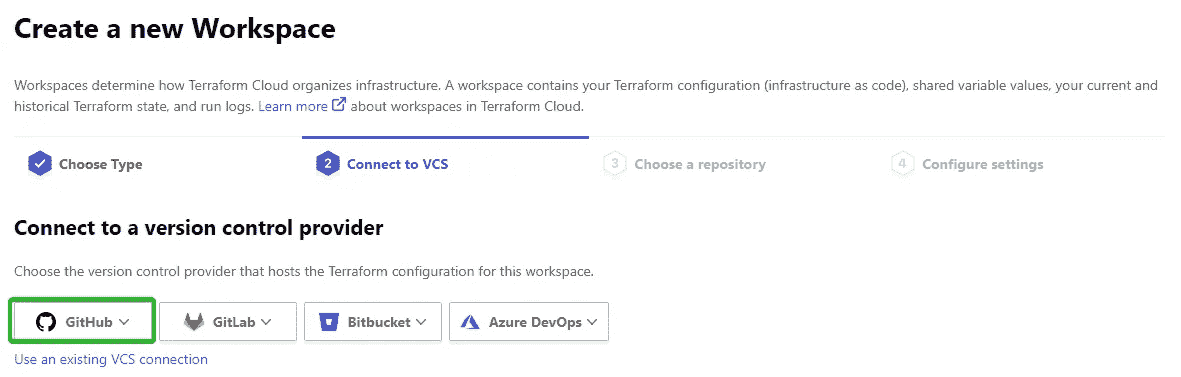 Create a new Workspace
Workspaces determine how Terraform Cloud organizes infrastructure. A workspace contains your Terraform configuration (infrastructure as code), shared variable values, your current and
historical Terraform state, and run logs. Learn more about workspaces in Terraform Cloud.
Choose Type 2 Connect to VCS 3 Choose a repository 4 Configure settings
Connect to a version control provider
Choose the version control provider that hosts the Terraform configuration for this workspace.
GitHub GitLab Bitbucket Azure DevOps
Use an existing VCS connection